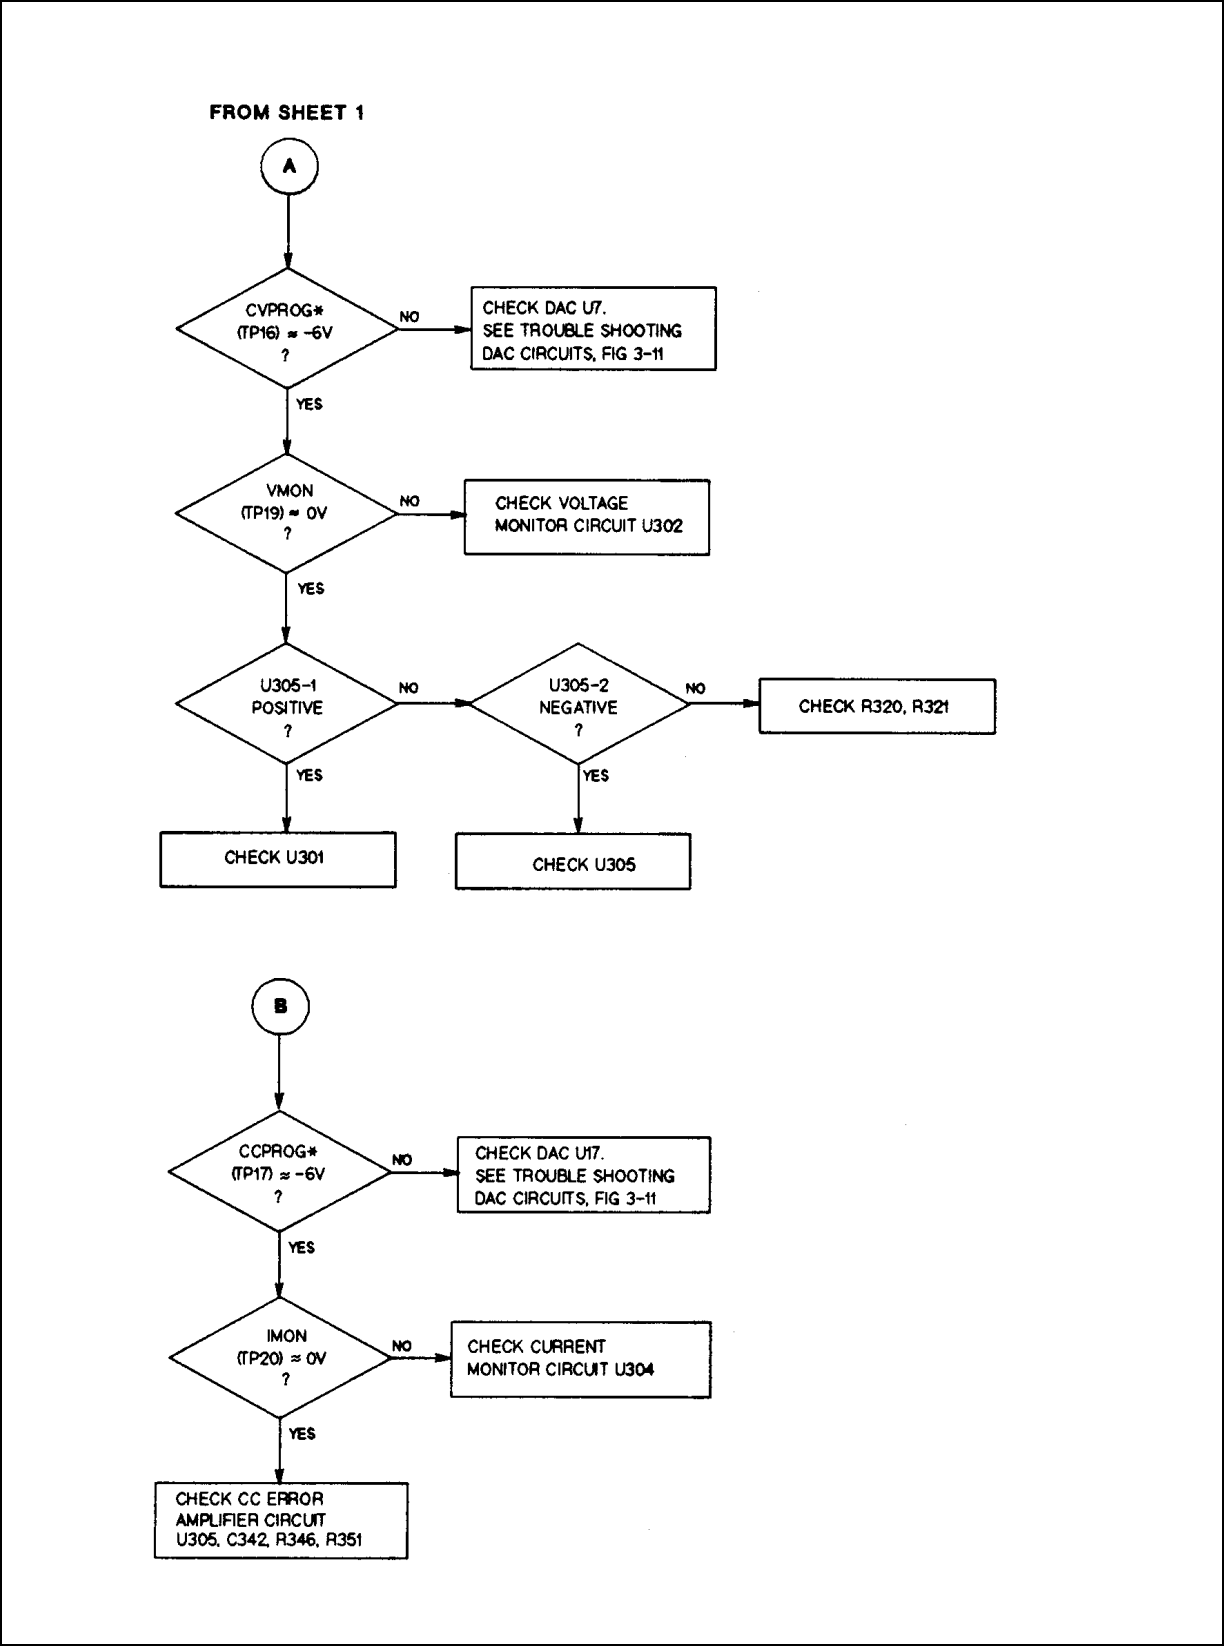 FROM SHEET 1
A
CVPROG*
(TP16) ≈ -6V
?
NO
CHECK DAC U7.
SEE TROUBLE SHOOTING
DAC CIRCUITS, FIG 3-11
YES
VMON
(TP19) ≈ 0V
?
NO
CHECK VOLTAGE
MONITOR CIRCUIT U302
YES
U305-1
POSITIVE
?
NO
U305-2
NEGATIVE
?
NO
CHECK R320, R321
YES
YES
CHECK U301
CHECK U305
B
CCPROG*
(TP17) ≈ -6V
?
NO
CHECK DAC U17.
SEE TROUBLE SHOOTING
DAC CIRCUITS, FIG 3-11
YES
IMON
(TP20) ≈ 0V
?
NO
CHECK CURRENT
MONITOR CIRCUIT U304
YES
CHECK CC ERROR
AMPLIFIER CIRCUIT
U305, C342, R346, R351